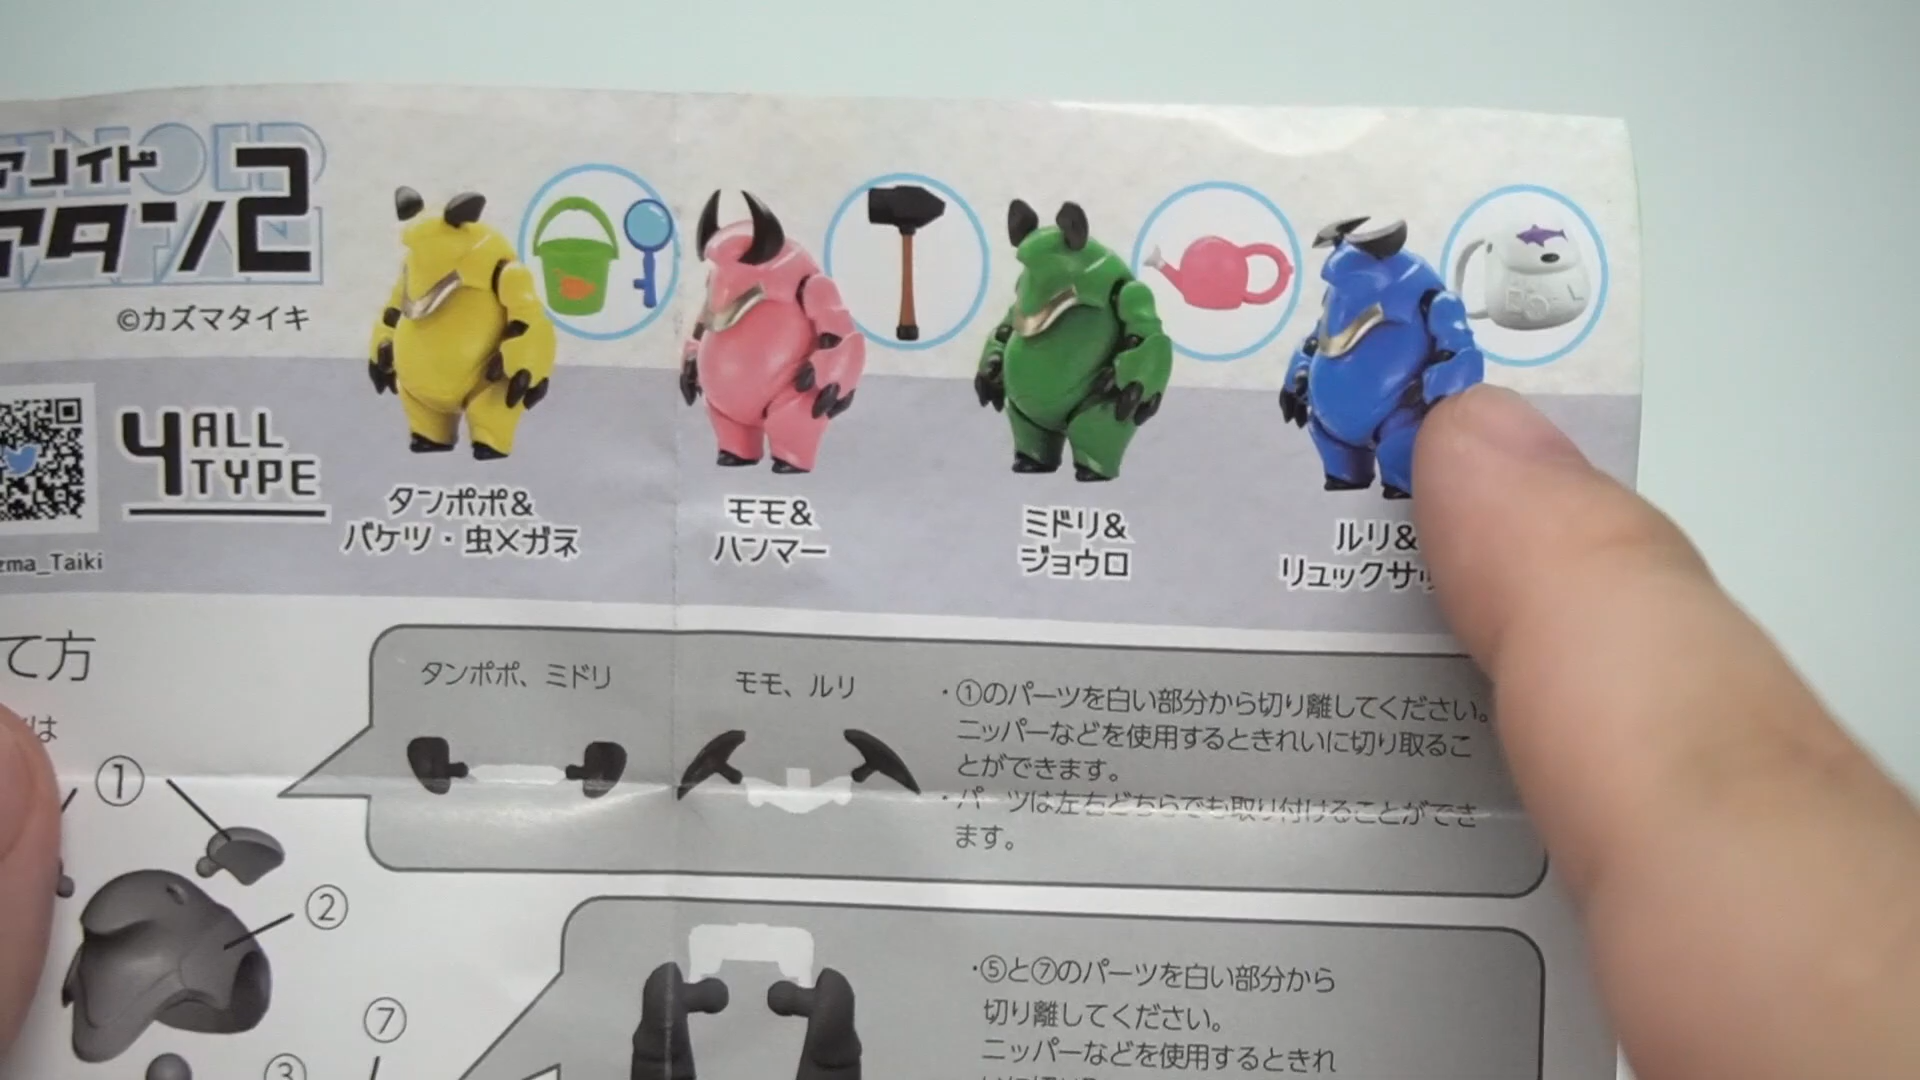 アノイド
アタン2
©カズマタイキ
4 ALL
TYPE
zma_Taiki
タンポポ&
バケツ・虫メガネ
モモ&
ハンマー
ミドリ&
ジョウロ
ルリ&
リュックサッ
て方
は
タンポポ、ミドリ
モモ、ルリ
・①のパーツを白い部分から切り離してください。
ニッパーなどを使用するときれいに切り取るこ
とができます。
・パーツは左右どちらでも取り付けることができ
ます。
①
②
⑦
③
・⑤と⑦のパーツを白い部分から
切り離してください。
ニッパーなどを使用するときれ